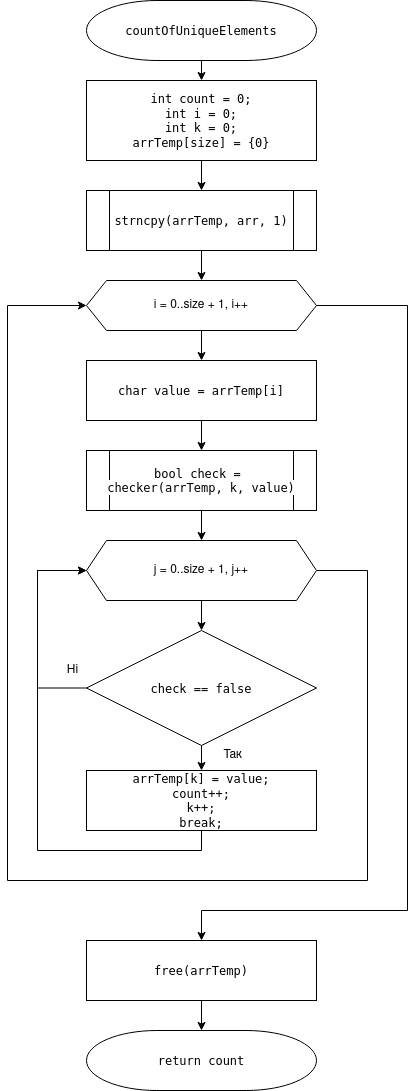 countOfUniqueElements
int count = 0;
int i = 0;
int k = 0;
arrTemp[size] = {0}
strncpy(arrTemp, arr, 1)
i = 0..size + 1, i++
char value = arrTemp[i]
bool check =
checker(arrTemp, k, value)
j = 0..size + 1, j++
check == false
Ні
Так
arrTemp[k] = value;
count++;
k++;
break;
free(arrTemp)
return count